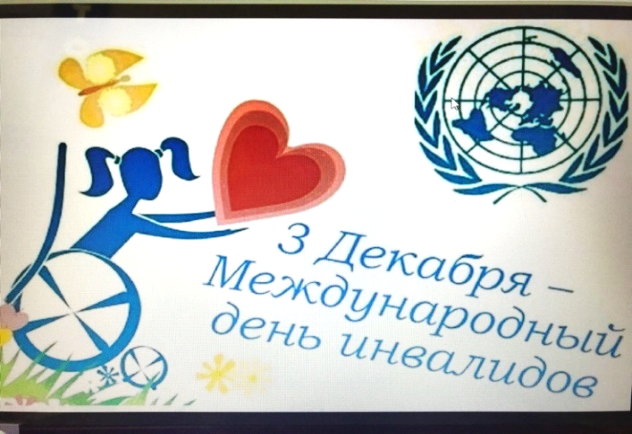 3 Декабря –
Международный
день инвалидов